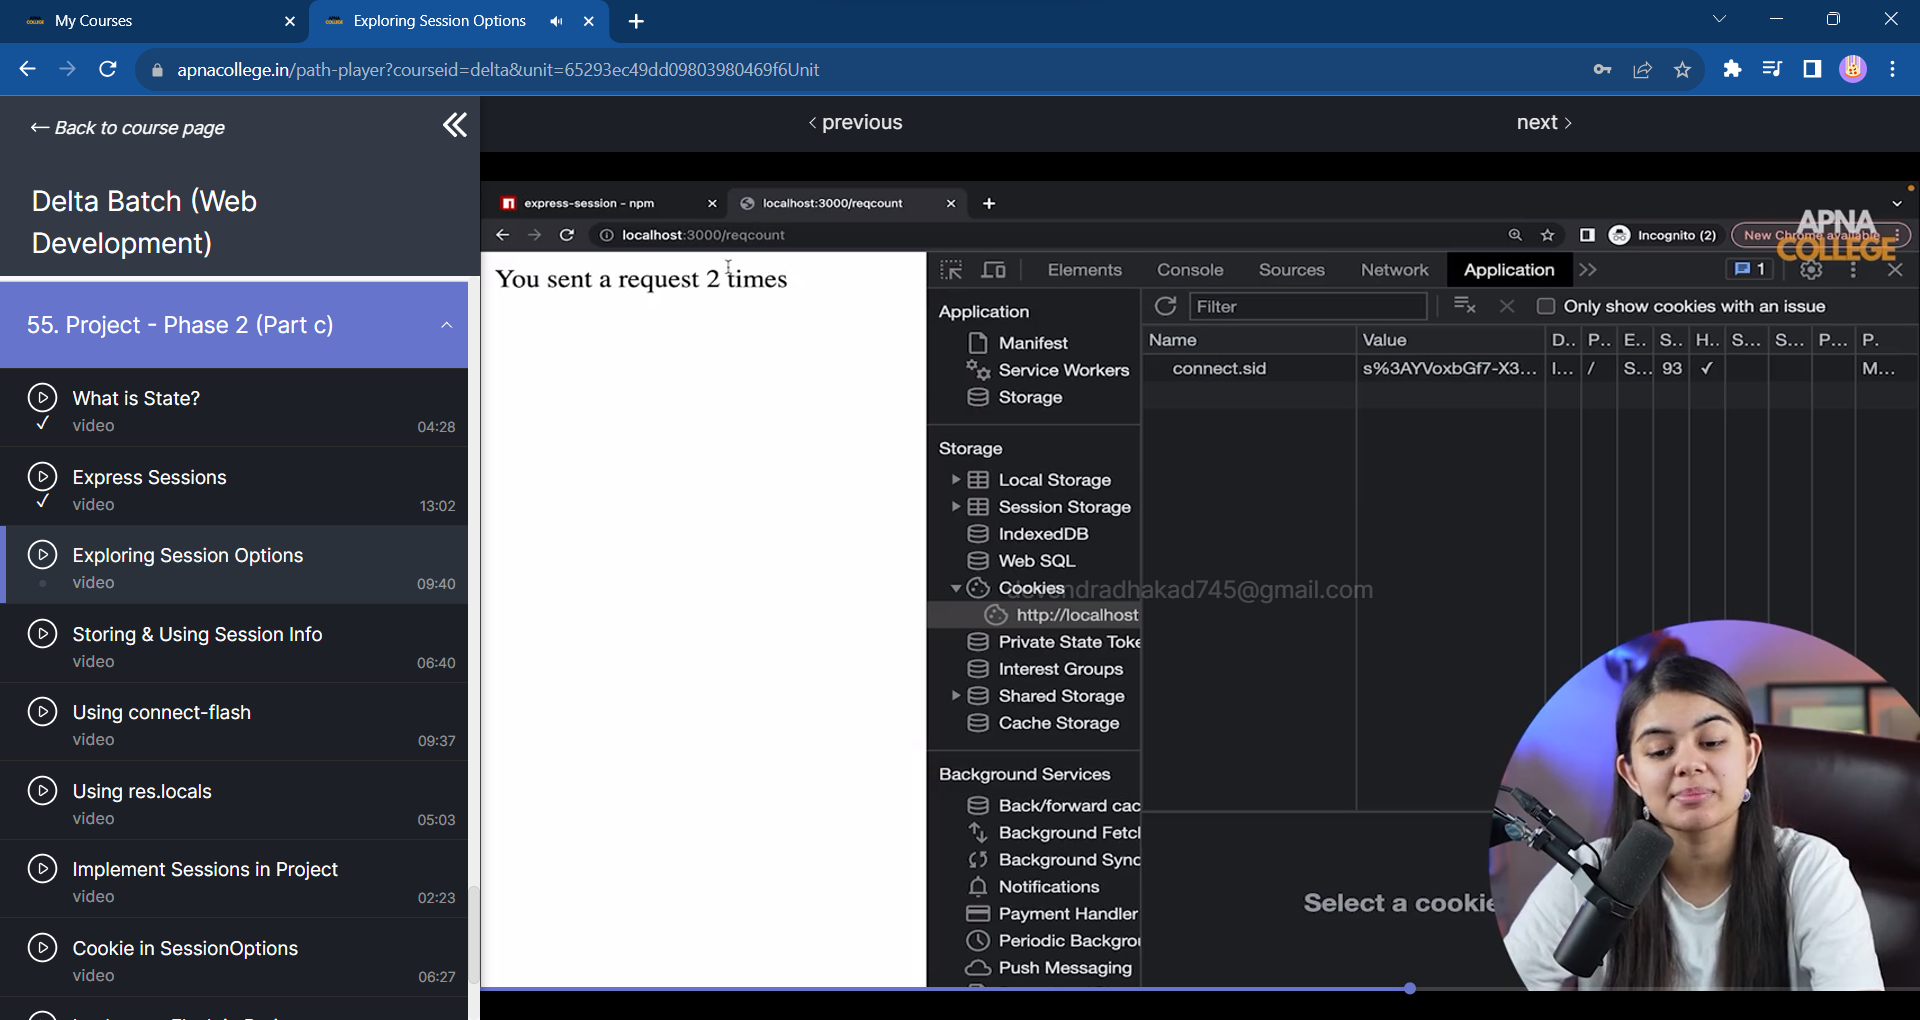 My Courses
Exploring Session Options
apnacollege.in/path-player?courseid=delta&unit=65293ec49dd09803980469f6Unit
← Back to course page
Delta Batch (Web
Development)
55. Project - Phase 2 (Part c)
What is State?
video
04:28
Express Sessions
video
13:02
Exploring Session Options
video
09:40
Storing & Using Session Info
video
06:40
Using connect-flash
video
09:37
Using res.locals
video
05:03
Implement Sessions in Project
video
02:23
Cookie in SessionOptions
video
06:27
< previous
next >
express-session - npm
localhost:3000/reqcount
localhost:3000/reqcount
Incognito (2)
New Chrome available
APNA
COLLEGE
You sent a request 2 times
Elements
Console
Sources
Network
Application
1
Filter
Only show cookies with an issue
Application
Manifest
Service Workers
Storage
Storage
Local Storage
Session Storage
IndexedDB
Web SQL
Cookies
http://localhost
Private State Toke
Interest Groups
Shared Storage
Cache Storage
Background Services
Back/forward cac
Background Fetcl
Background Sync
Notifications
Payment Handler
Periodic Backgro
Push Messaging
Name Value D.. P.. E.. S.. H.. S... S... P... P.
connect.sid s%3AYVoxbGf7-X3... l... / S... 93 ✓ M...
Select a cookie